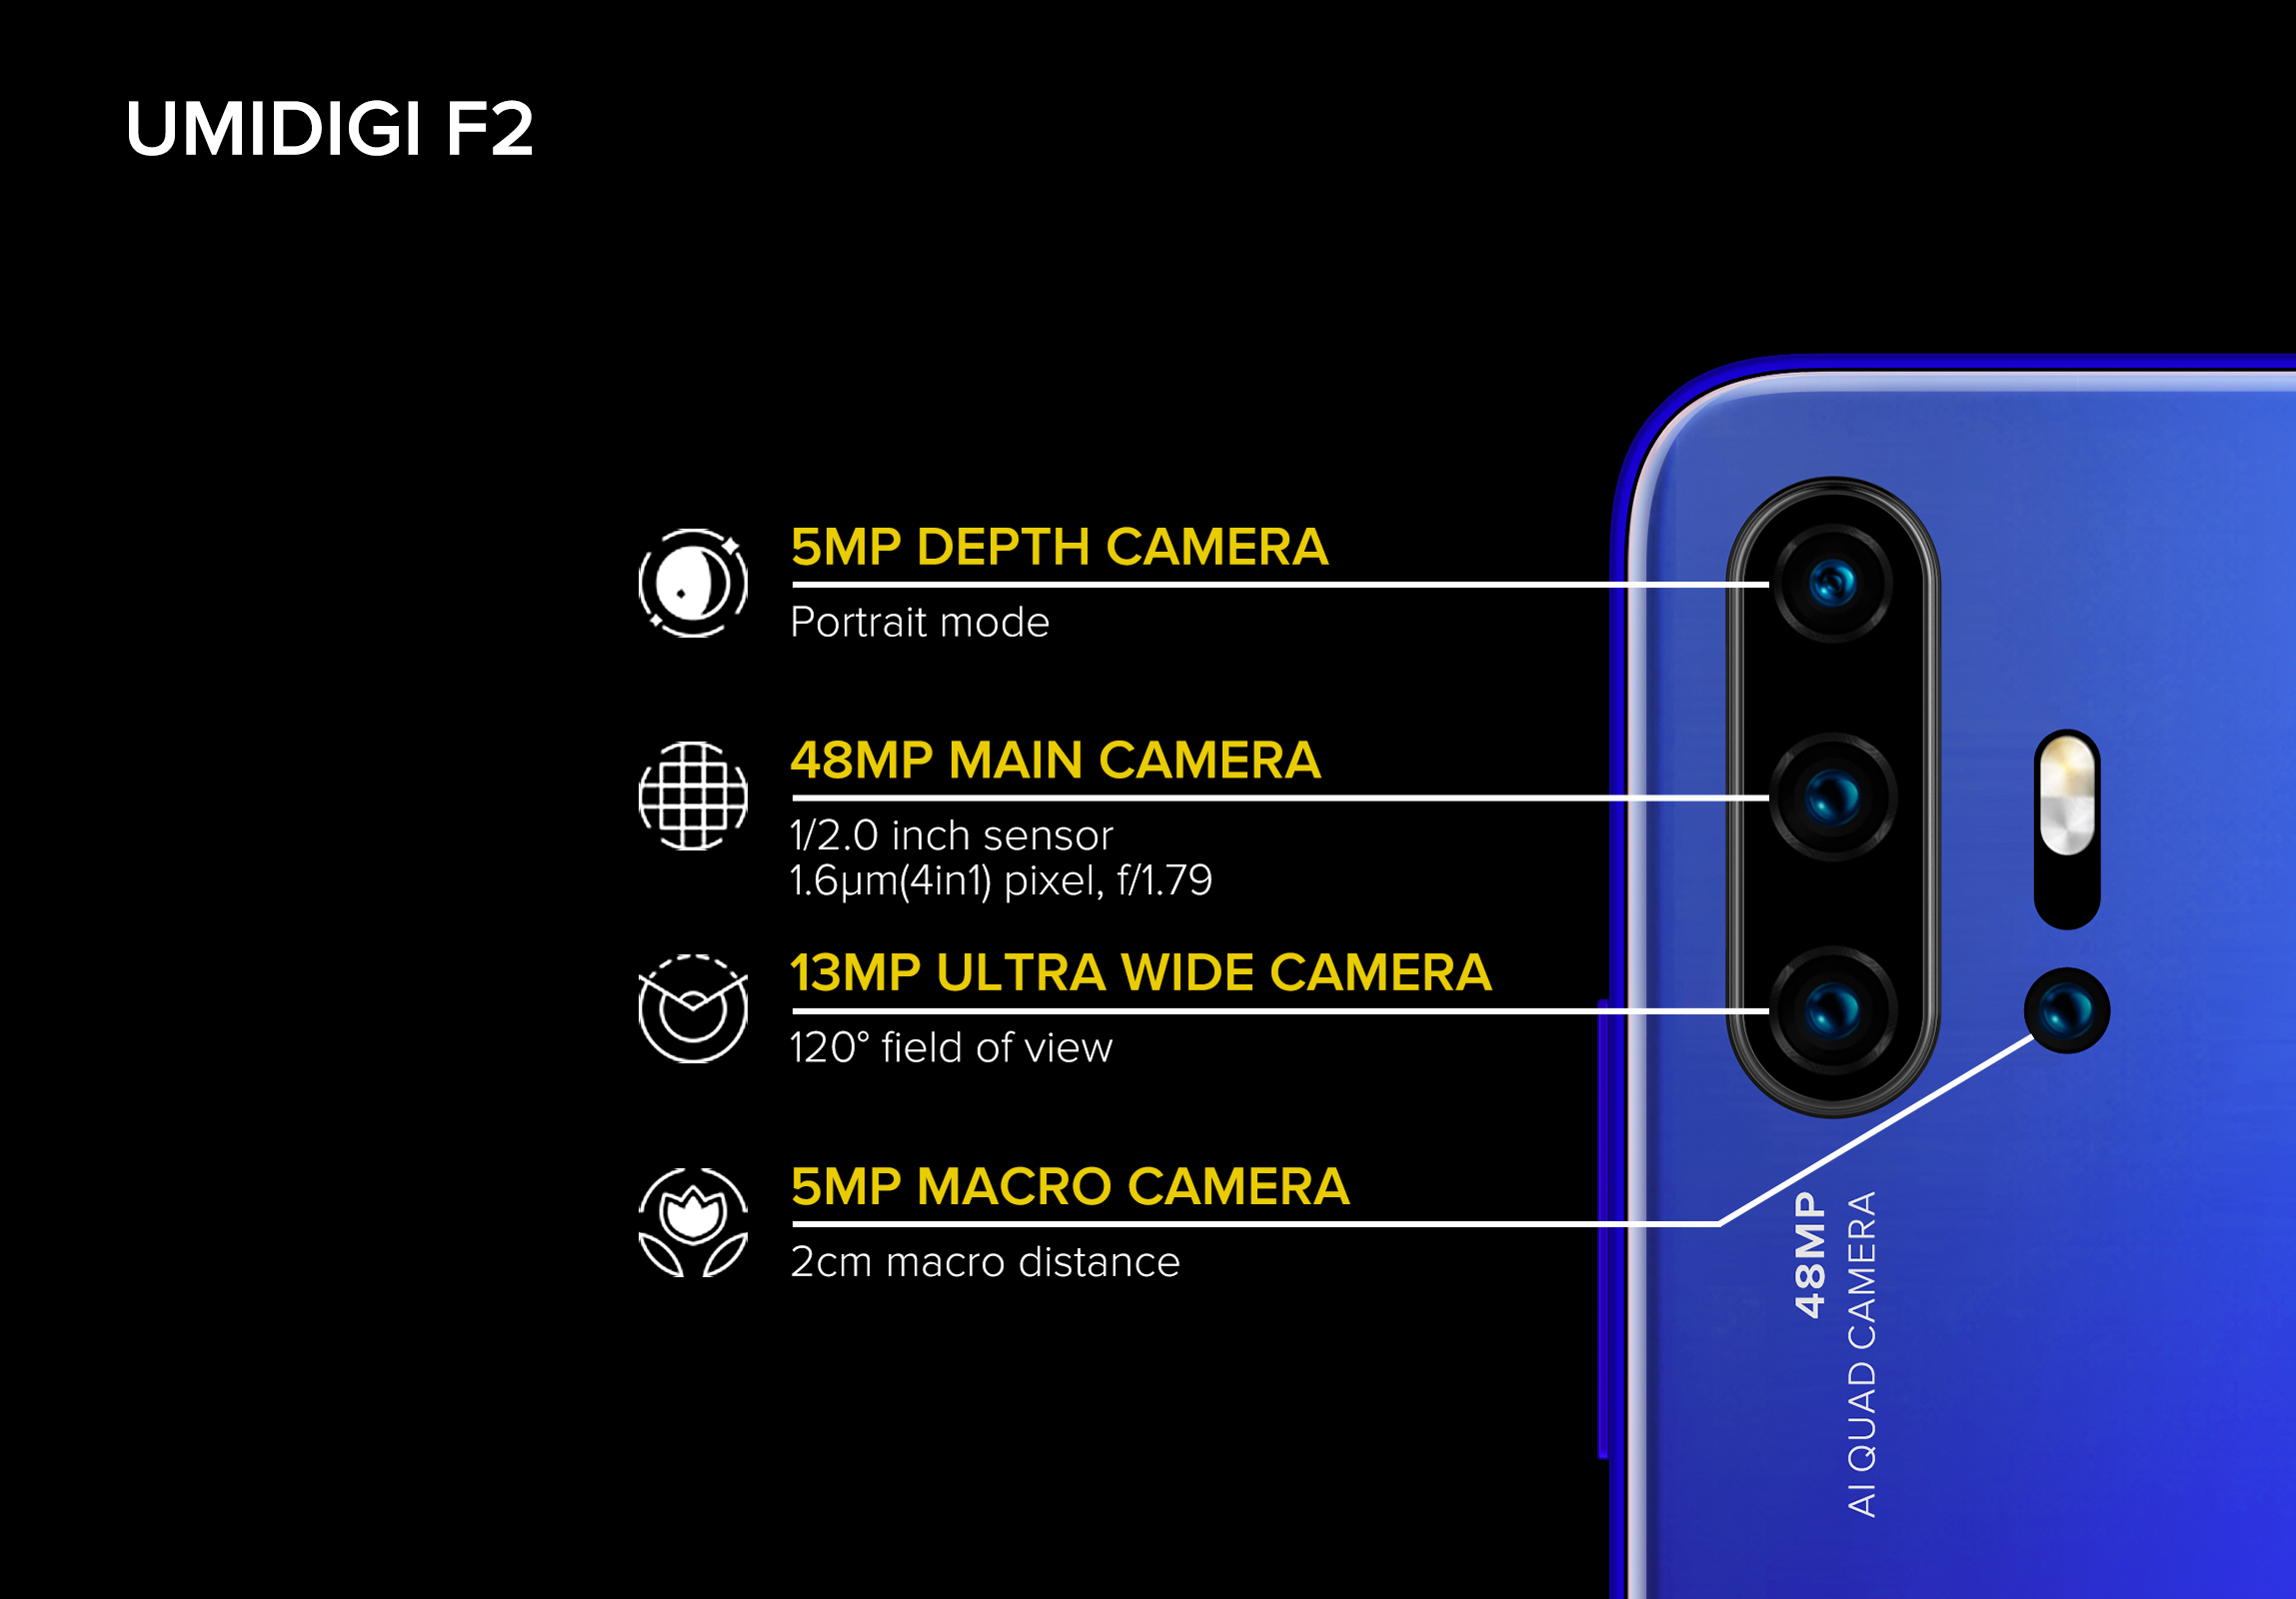 UMIDIGI F2
5MP DEPTH CAMERA
Portrait mode
48MP MAIN CAMERA
1/2.0 inch sensor
1.6μm(4in1) pixel, f/1.79
13MP ULTRA WIDE CAMERA
120° field of view
5MP MACRO CAMERA
2cm macro distance
48MP
AI QUAD CAMERA